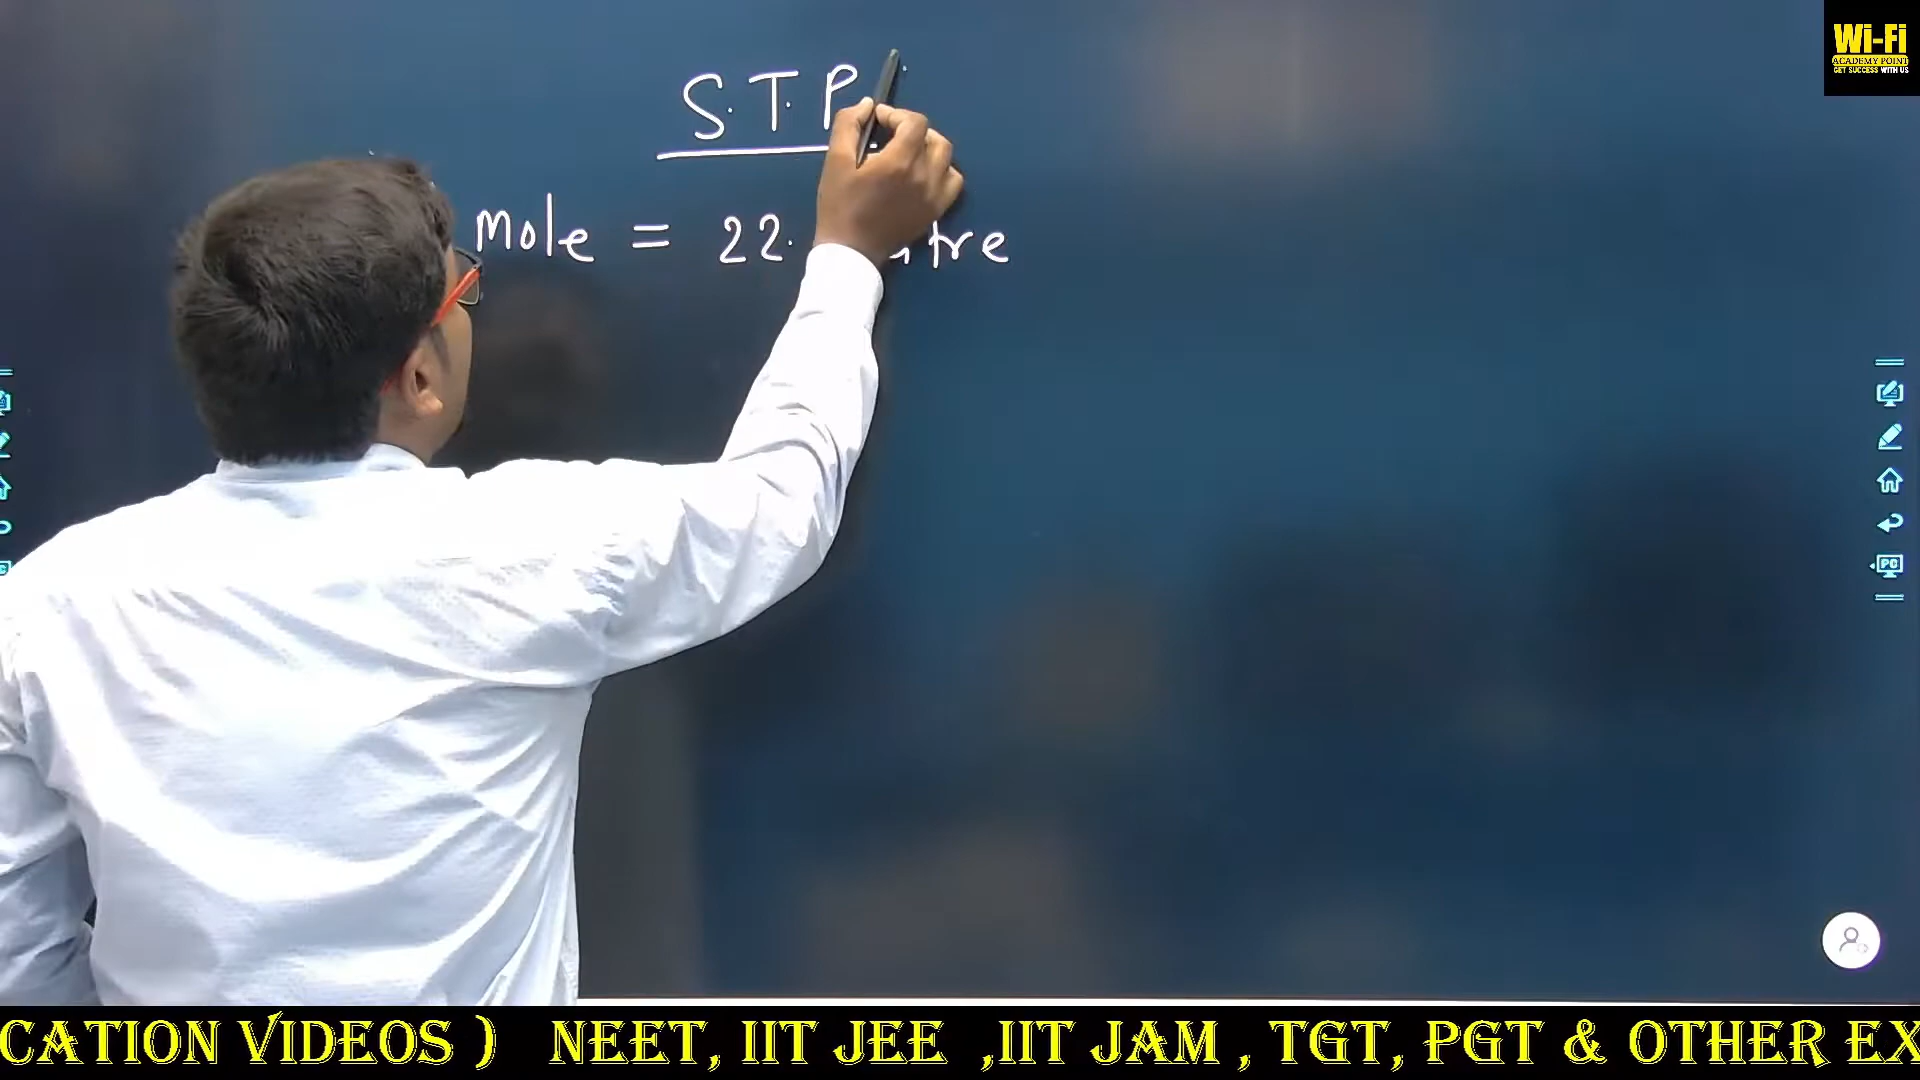 Wi-Fi
ACADEMY POINT
GET SUCCESS WITH US
S.T.P
mole = 22.
PC
CATION VIDEOS ) NEET, IIT JEE ,IIT JAM , TGT, PGT & OTHER EX